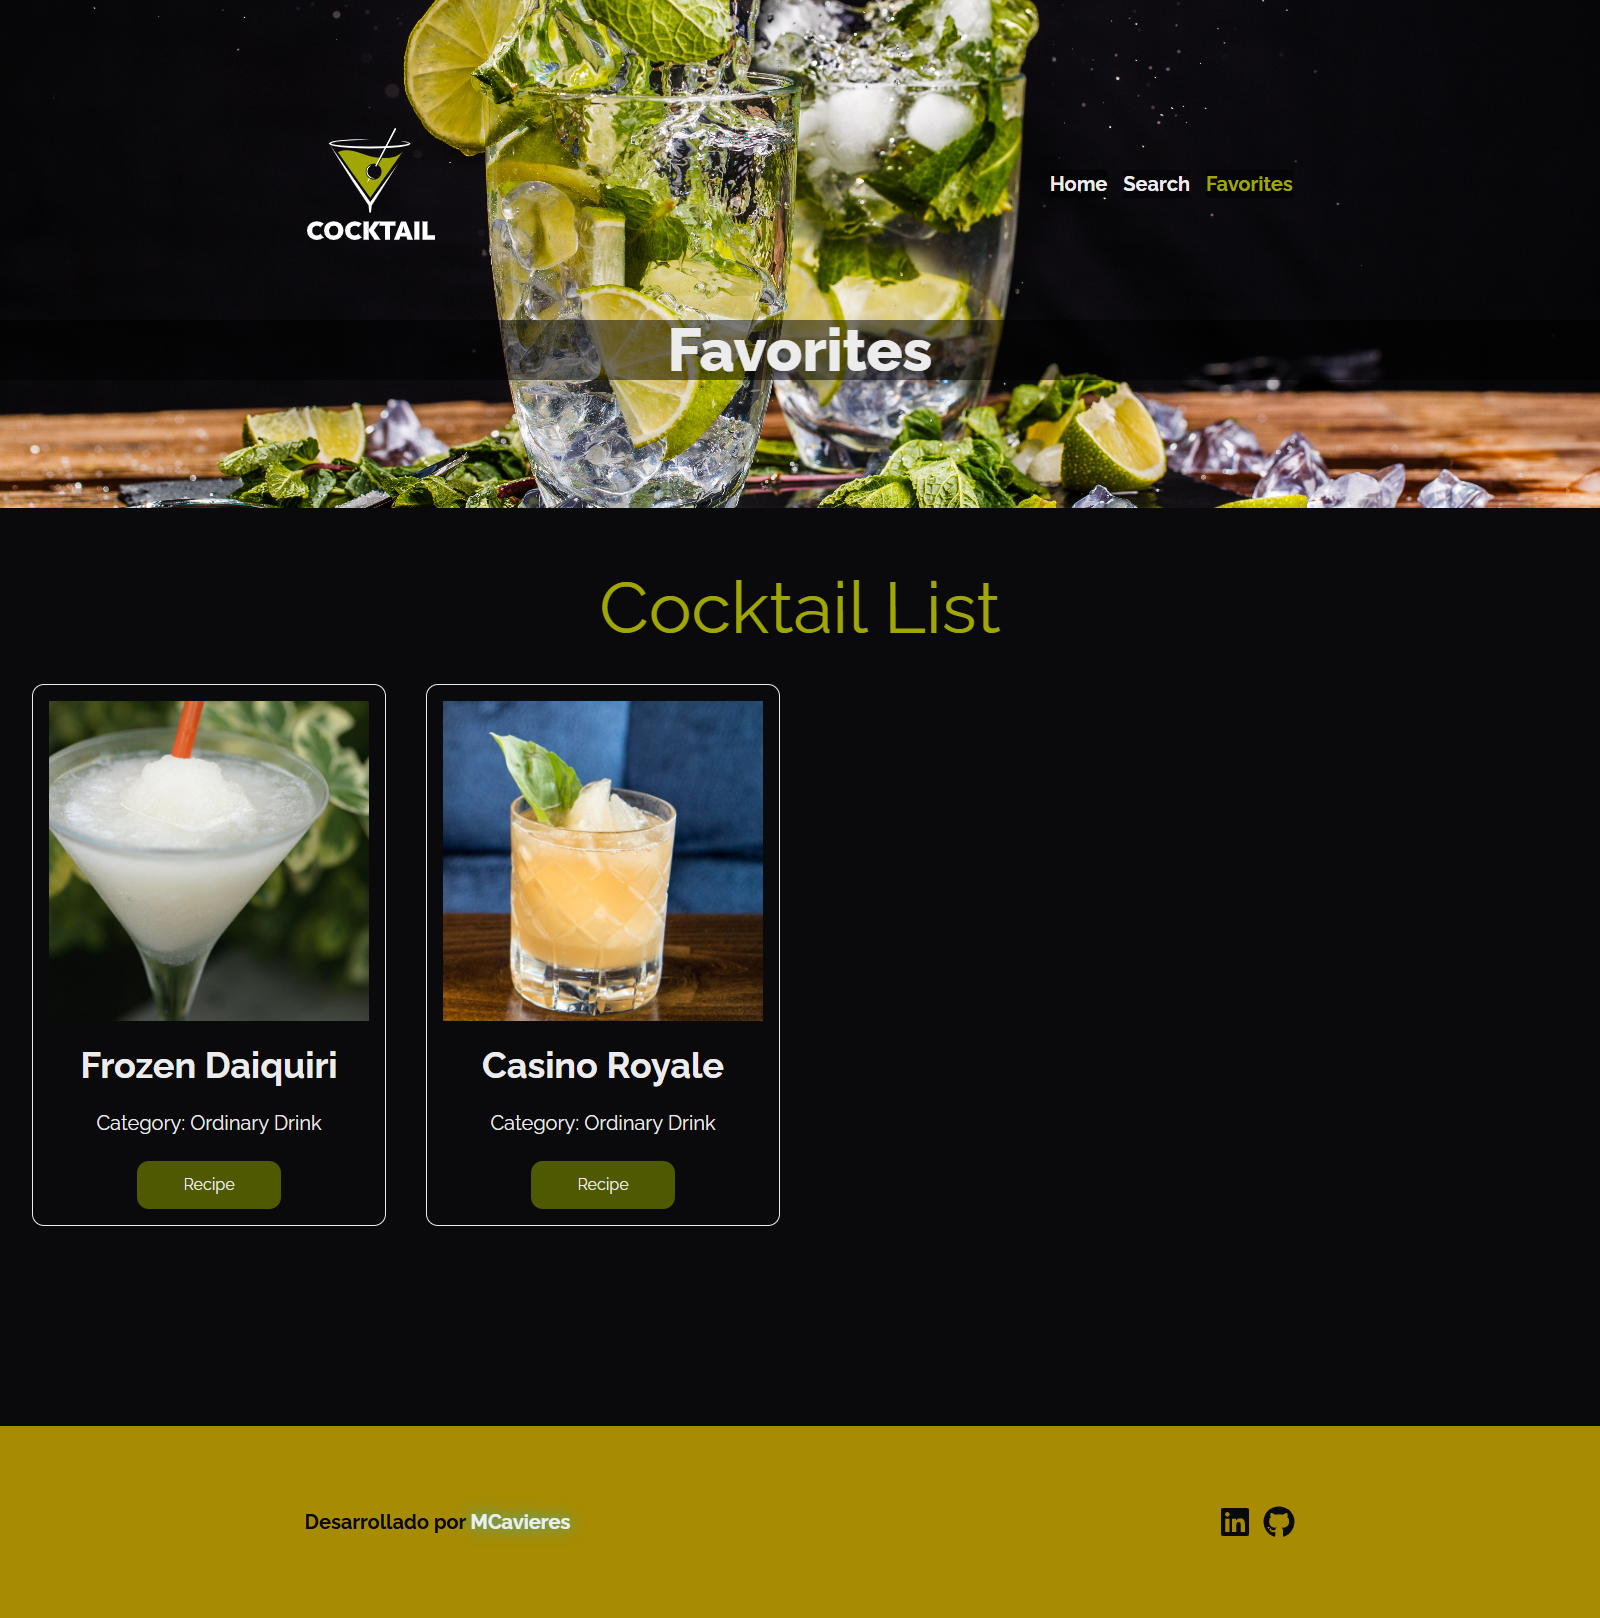 COCKTAIL
Home Search Favorites
Favorites
Cocktail List
Frozen Daiquiri
Category: Ordinary Drink
Recipe
Casino Royale
Category: Ordinary Drink
Recipe
Desarrollado por MCavieres
in